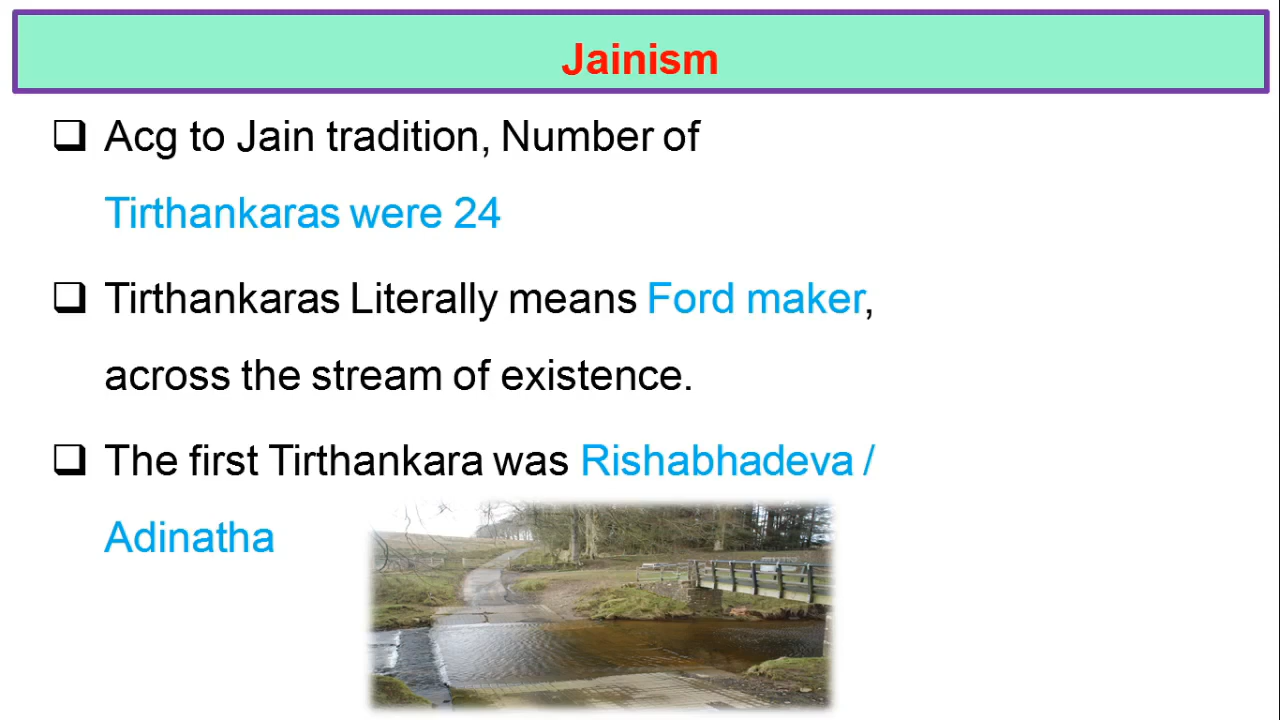 Jainism
❑ Acg to Jain tradition, Number of
Tirthankaras were 24
❑ Tirthankaras Literally means Ford maker,
across the stream of existence.
❑ The first Tirthankara was Rishabhadeva /
Adinatha